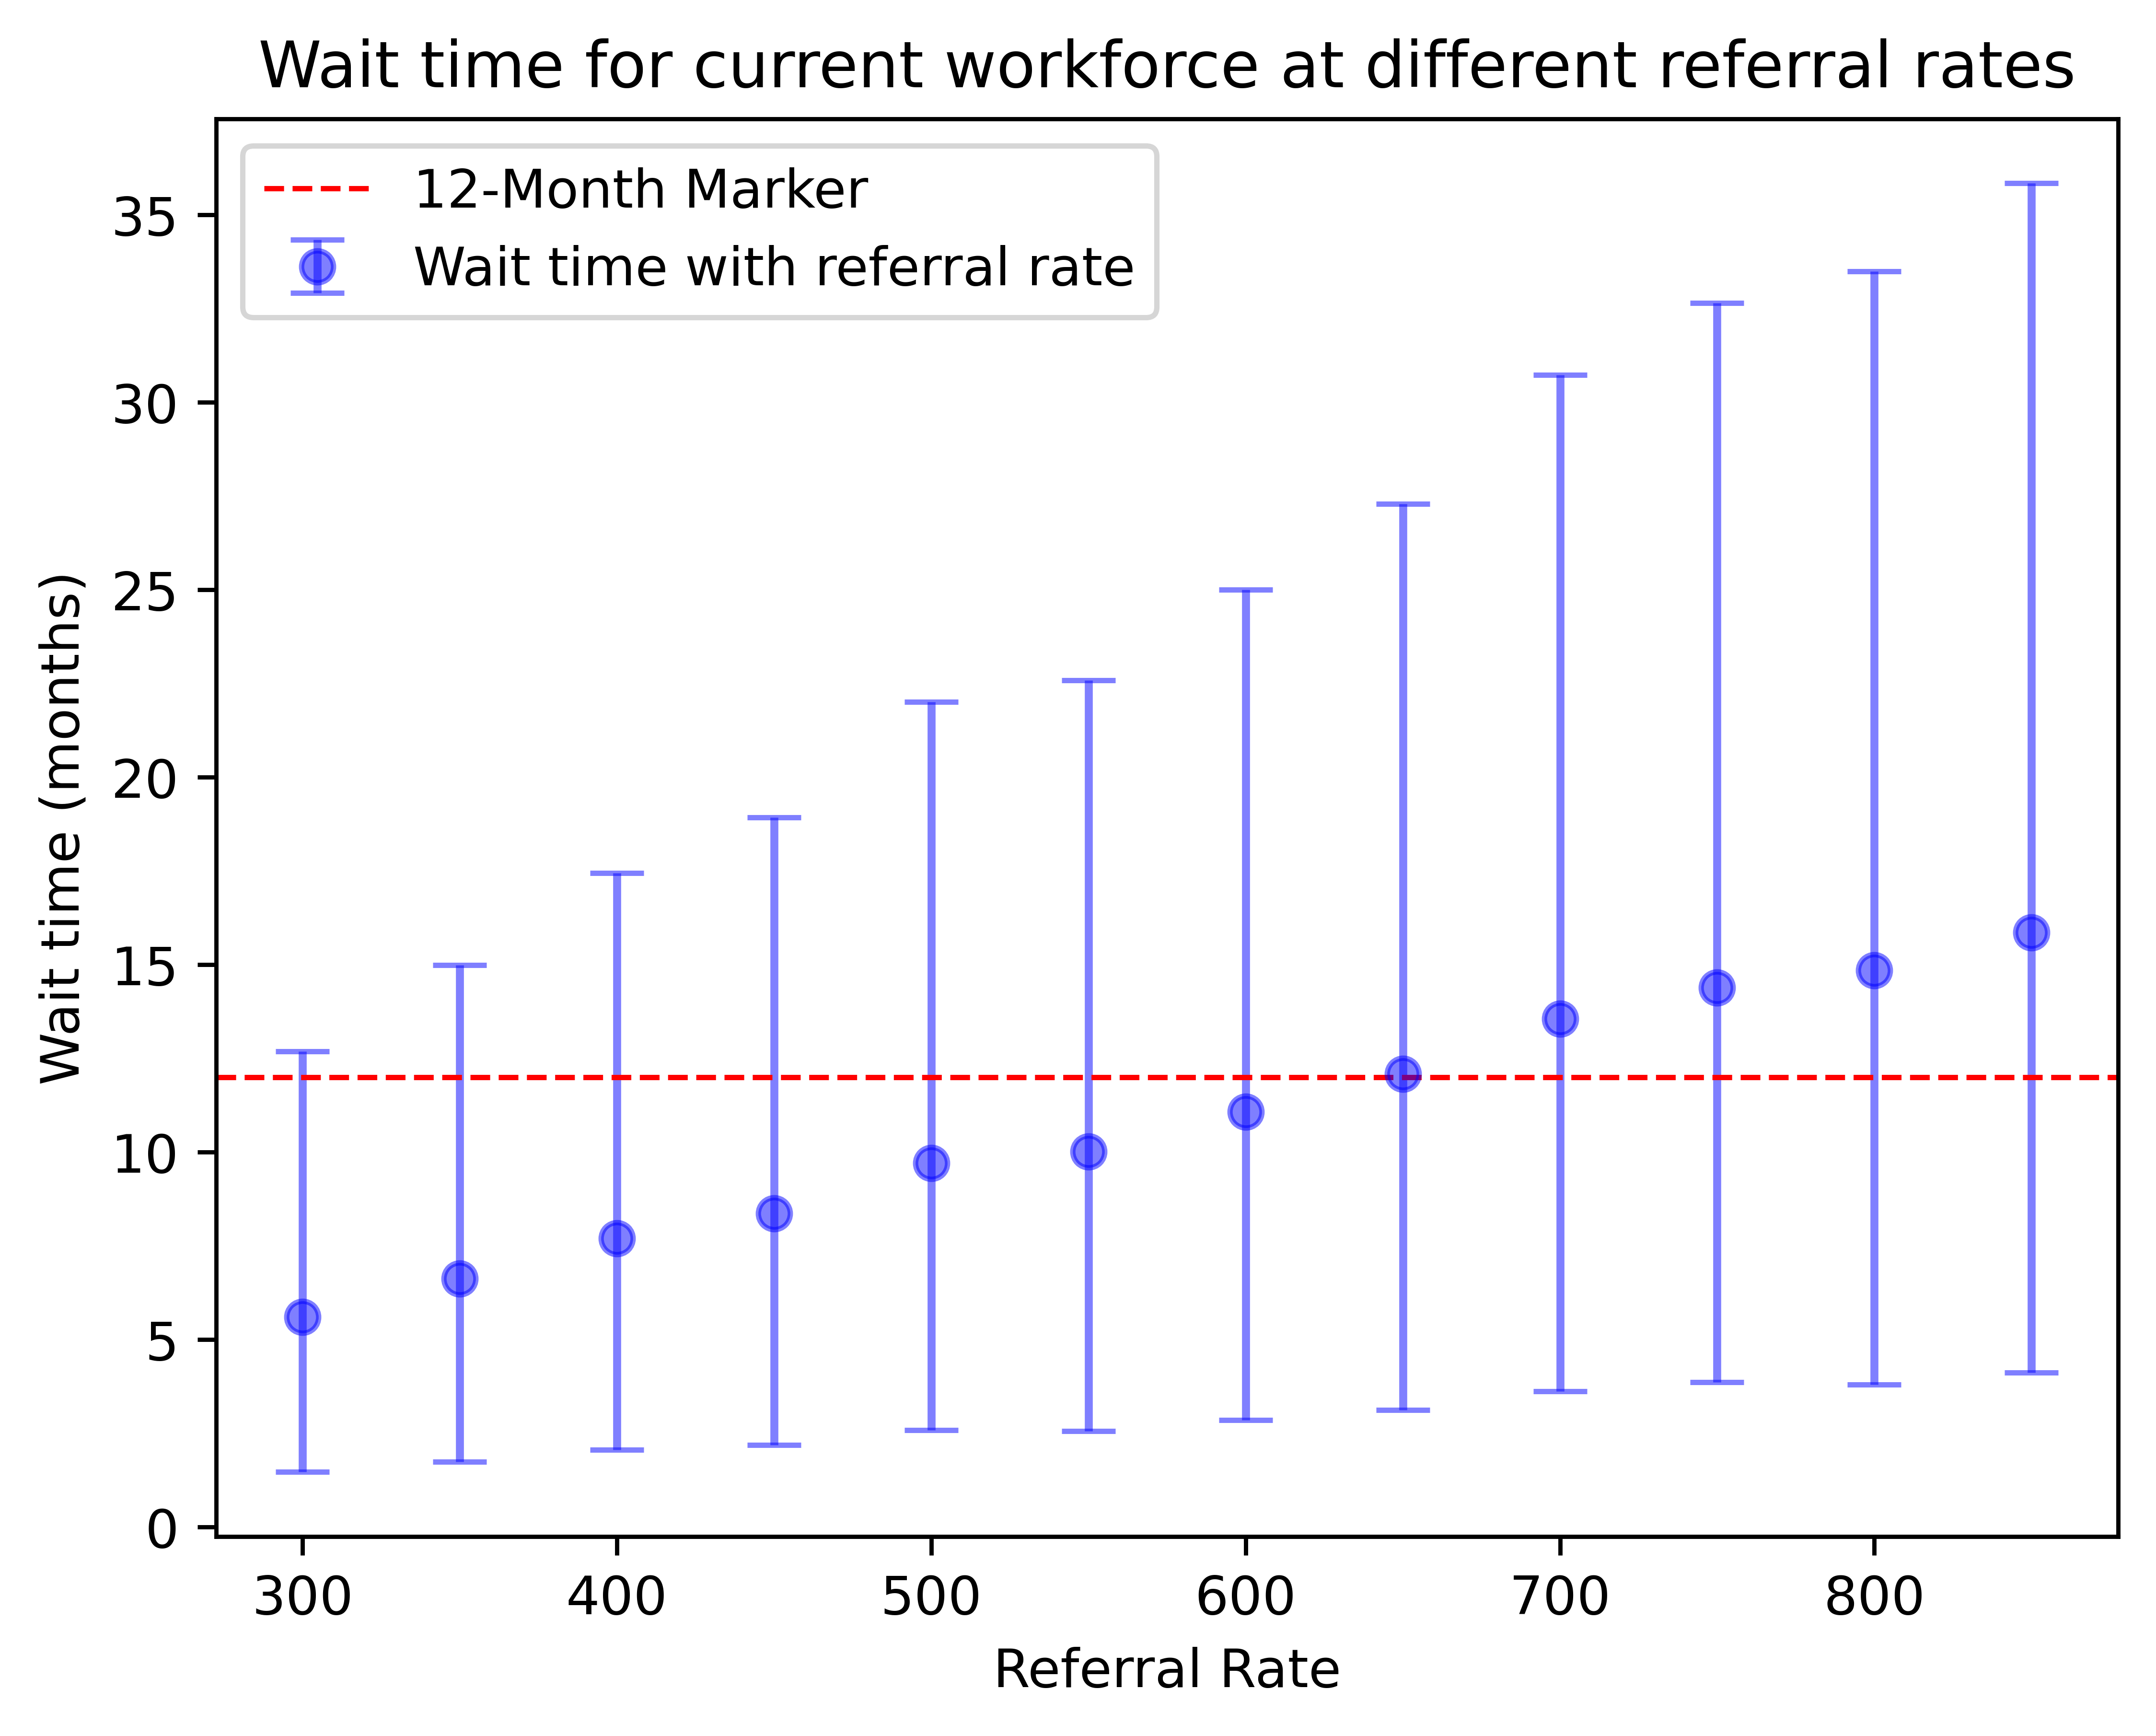 Wait time for current workforce at different referral rates
12-Month Marker
Wait time with referral rate
35
30
25
20
15
10
5
0
Wait time (months)
300 400 500 600 700 800
Referral Rate